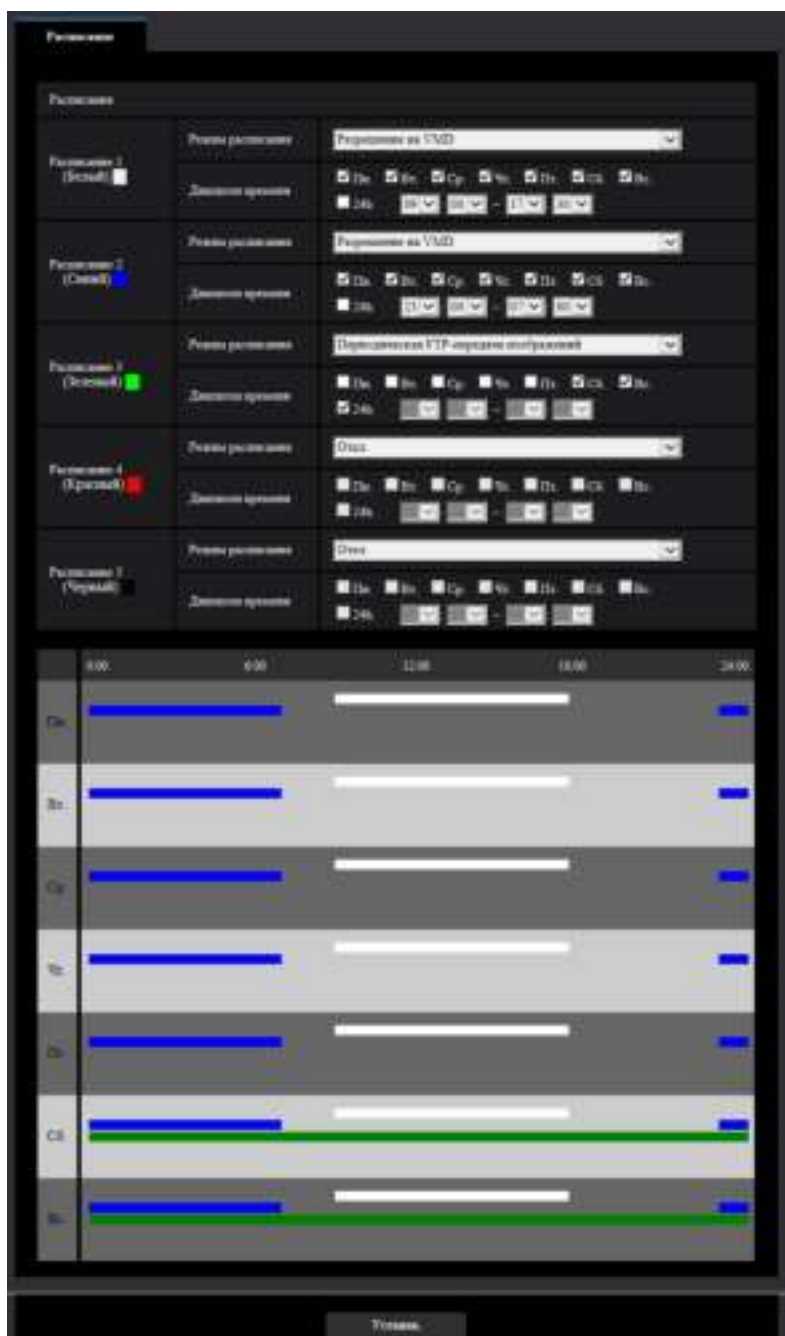 Расписание
Расписание
Расписание 1
(Белый)
Режим расписания
Разрешение на VMD
Диапазон времени
Пн. Вт. Ср. Чт. Пт. Сб. Вс.
24h
Расписание 2
(Синий)
Режим расписания
Разрешение на VMD
Диапазон времени
Пн. Вт. Ср. Чт. Пт. Сб. Вс.
24h
Расписание 3
(Зеленый)
Режим расписания
Периодическая FTP-передача изображений
Диапазон времени
Пн. Вт. Ср. Чт. Пт. Сб. Вс.
24h
Расписание 4
(Красный)
Режим расписания
Откл.
Диапазон времени
Пн. Вт. Ср. Чт. Пт. Сб. Вс.
24h
Расписание 5
(Черный)
Режим расписания
Откл.
Диапазон времени
Пн. Вт. Ср. Чт. Пт. Сб. Вс.
24h
0:00 6:00 12:00 18:00 24:00
Пн.
Вт.
Ср.
Чт.
Пт.
Сб.
Вс.
Установ.